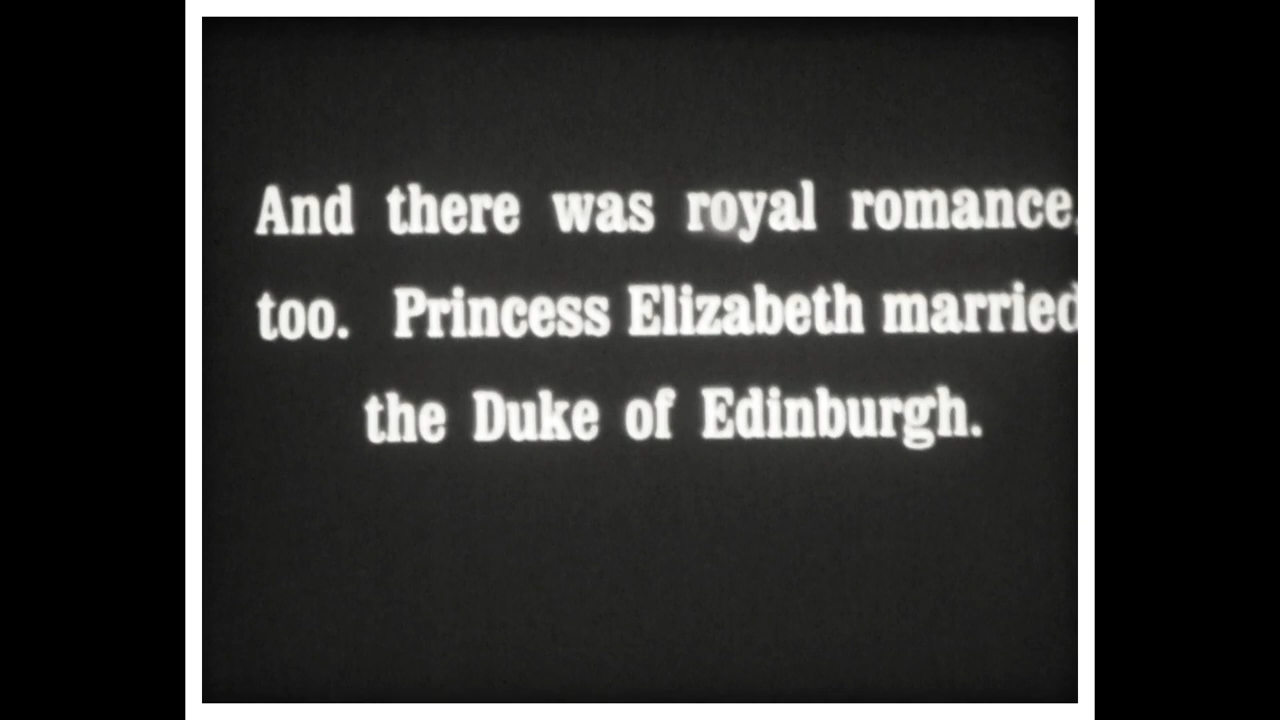 And there was royal romance,
too. Princess Elizabeth married
the Duke of Edinburgh.